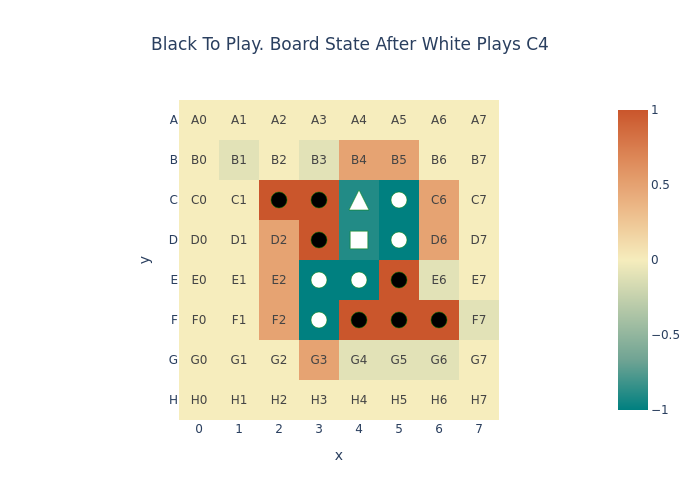 Black To Play. Board State After White Plays C4
A A0 A1 A2 A3 A4 A5 A6 A7
B B0 B1 B2 B3 B4 B5 B6 B7
C C0 C1 C6 C7
D D0 D1 D2 D6 D7
E E0 E1 E2 E6 E7
F F0 F1 F2 F7
G G0 G1 G2 G3 G4 G5 G6 G7
H H0 H1 H2 H3 H4 H5 H6 H7
0 1 2 3 4 5 6 7
x
y
1
0.5
0
−0.5
−1